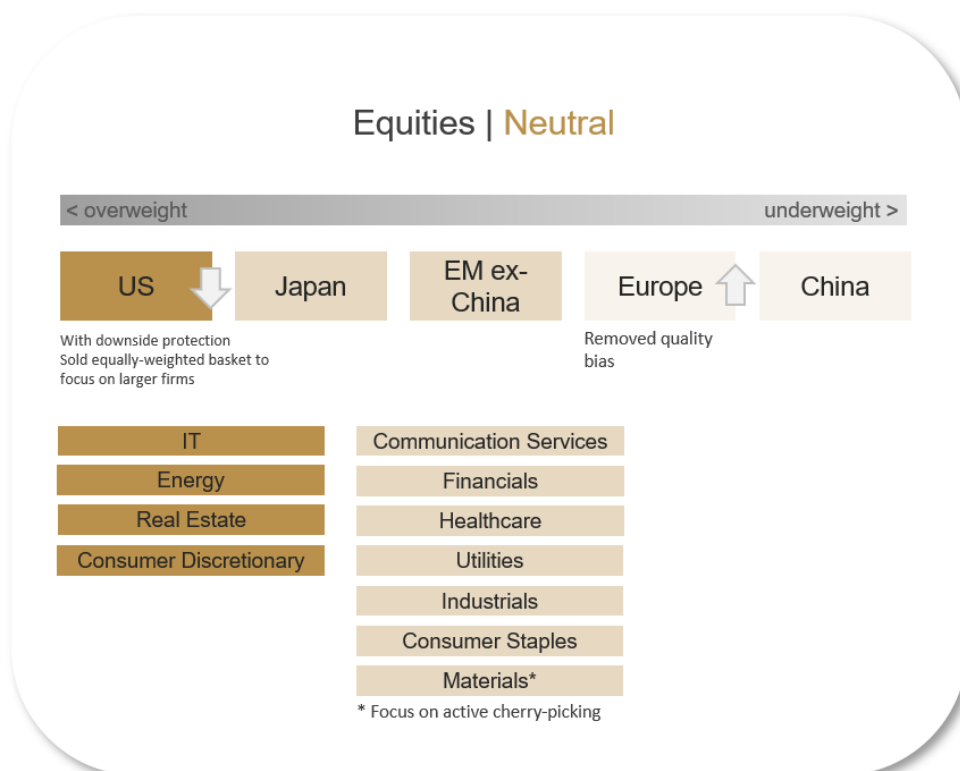 Equities | Neutral
< overweight underweight >
US
Japan
EM ex-
China
Europe
China
With downside protection
Sold equally-weighted basket to
focus on larger firms
Removed quality
bias
IT
Energy
Real Estate
Consumer Discretionary
Communication Services
Financials
Healthcare
Utilities
Industrials
Consumer Staples
Materials*
* Focus on active cherry-picking